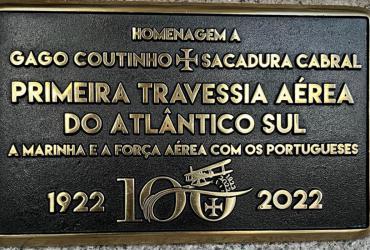 HOMENAGEM A
GAGO COUTINHO ✠ SACADURA CABRAL
PRIMEIRA TRAVESSIA AÉREA
DO ATLÂNTICO SUL
A MARINHA E A FORÇA AÉREA COM OS PORTUGUESES
1922 100 2022